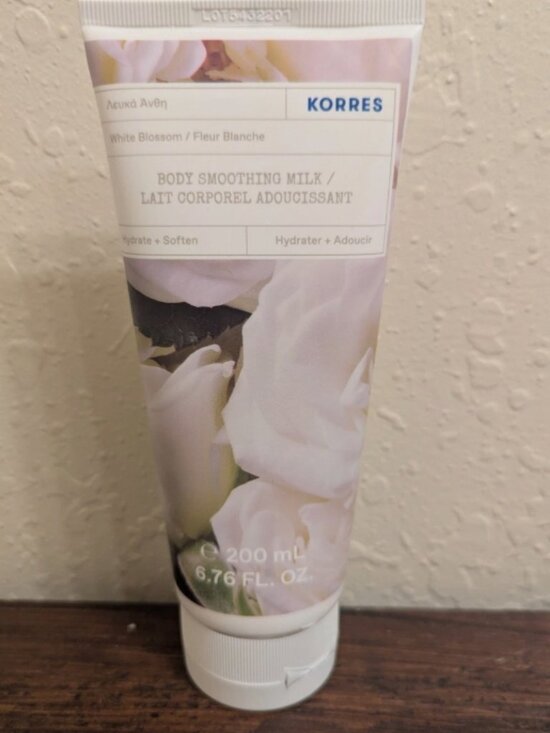 LOT6432201
Λευκά Άνθη
KORRES
White Blossom / Fleur Blanche
BODY SMOOTHING MILK /
LAIT CORPOREL ADOUCISSANT
Hydrate + Soften
Hydrater + Adoucir
℮ 200 mL
6.76 FL. OZ.